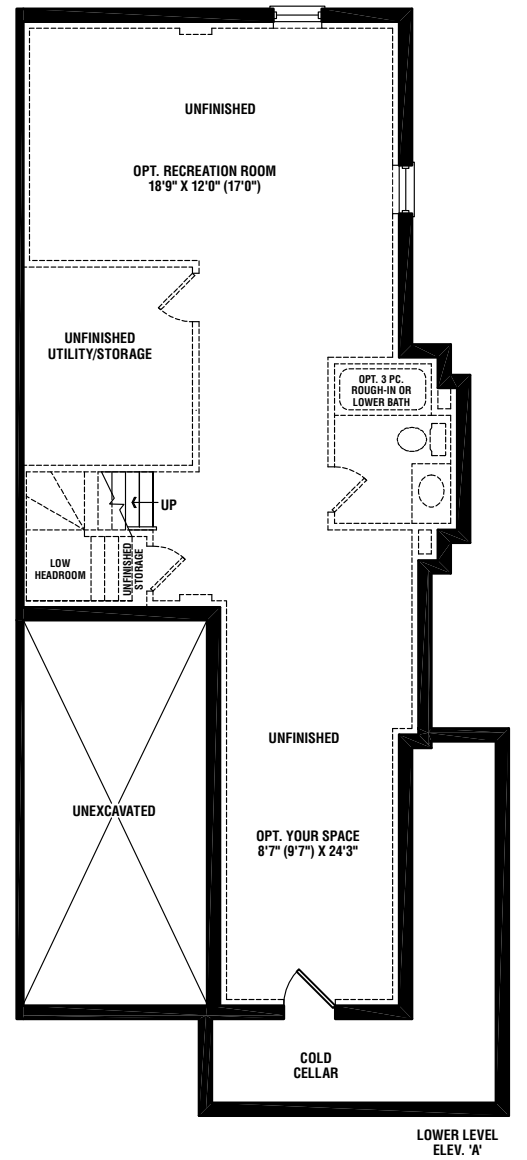 UNFINISHED
OPT. RECREATION ROOM
18'9" X 12'0" (17'0")
UNFINISHED
UTILITY/STORAGE
OPT. 3 PC.
ROUGH-IN OR
LOWER BATH
UP
LOW
HEADROOM
UNFINISHED
STORAGE
UNFINISHED
UNEXCAVATED
OPT. YOUR SPACE
8'7" (9'7") X 24'3"
COLD
CELLAR
LOWER LEVEL
ELEV. 'A'